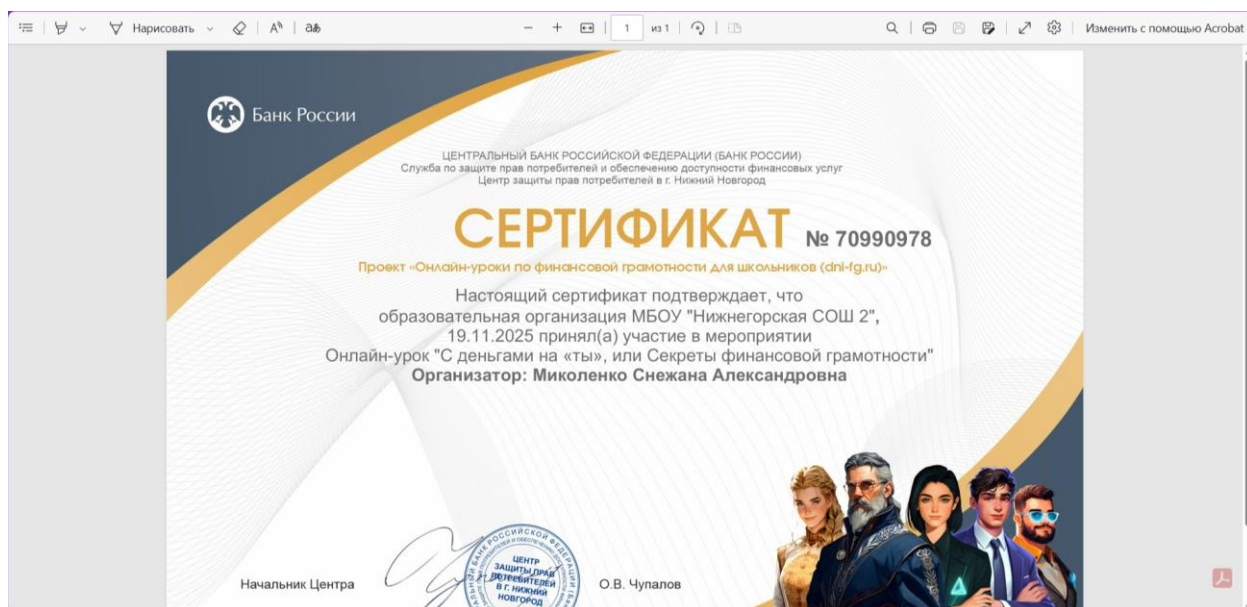 Нарисовать
1 из 1
Изменить с помощью Acrobat
Банк России
ЦЕНТРАЛЬНЫЙ БАНК РОССИЙСКОЙ ФЕДЕРАЦИИ (БАНК РОССИИ)
Служба по защите прав потребителей и обеспечению доступности финансовых услуг
Центр защиты прав потребителей в г. Нижний Новгород
СЕРТИФИКАТ № 70990978
Проект «Онлайн-уроки по финансовой грамотности для школьников (dni-fg.ru)»
Настоящий сертификат подтверждает, что
образовательная организация МБОУ "Нижнегорская СОШ 2",
19.11.2025 принял(а) участие в мероприятии
Онлайн-урок "С деньгами на «ты», или Секреты финансовой грамотности"
Организатор: Миколенко Снежана Александровна
Начальник Центра
ЦЕНТР
ЗАЩИТЫ ПРАВ
ПОТРЕБИТЕЛЕЙ
В Г. НИЖНИЙ
НОВГОРОД
О.В. Чупалов